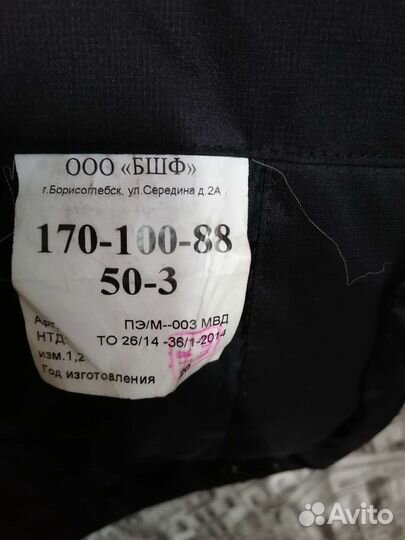 ООО «БШФ»
г.Борисоглебск, ул.Середина д.2А
170-100-88
50-3
ПЭ/М--003 МВД
НТД: ТО 26/14 -36/1-2014
изм.1,2
Год изготовления
Avito